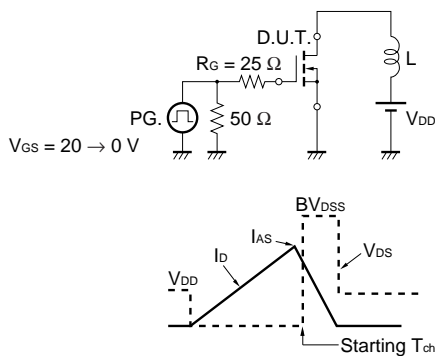 D.U.T.
RG = 25 Ω
L
PG.
50 Ω
VDD
VGS = 20 → 0 V
BVDSS
IAS
ID
VDS
VDD
Starting Tch